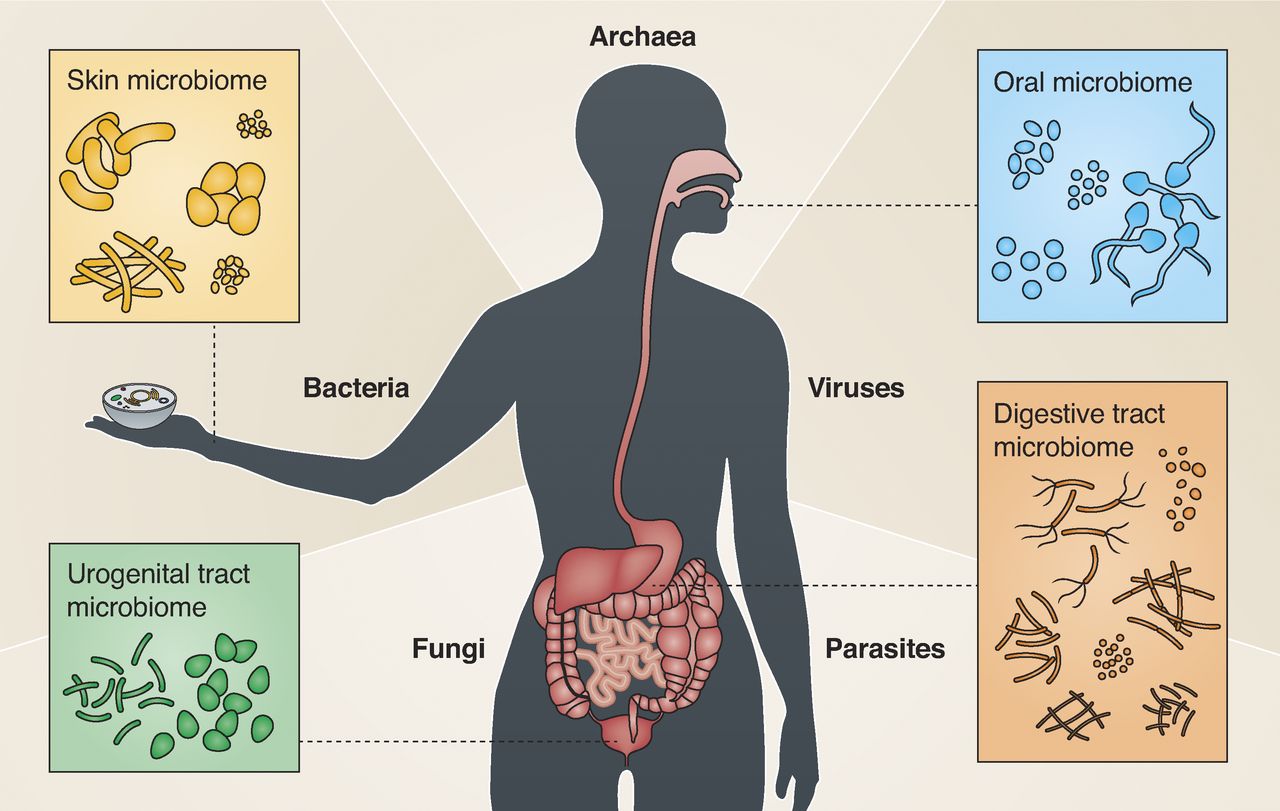 Archaea
Skin microbiome
Oral microbiome
Bacteria
Viruses
Digestive tract
microbiome
Urogenital tract
microbiome
Fungi
Parasites